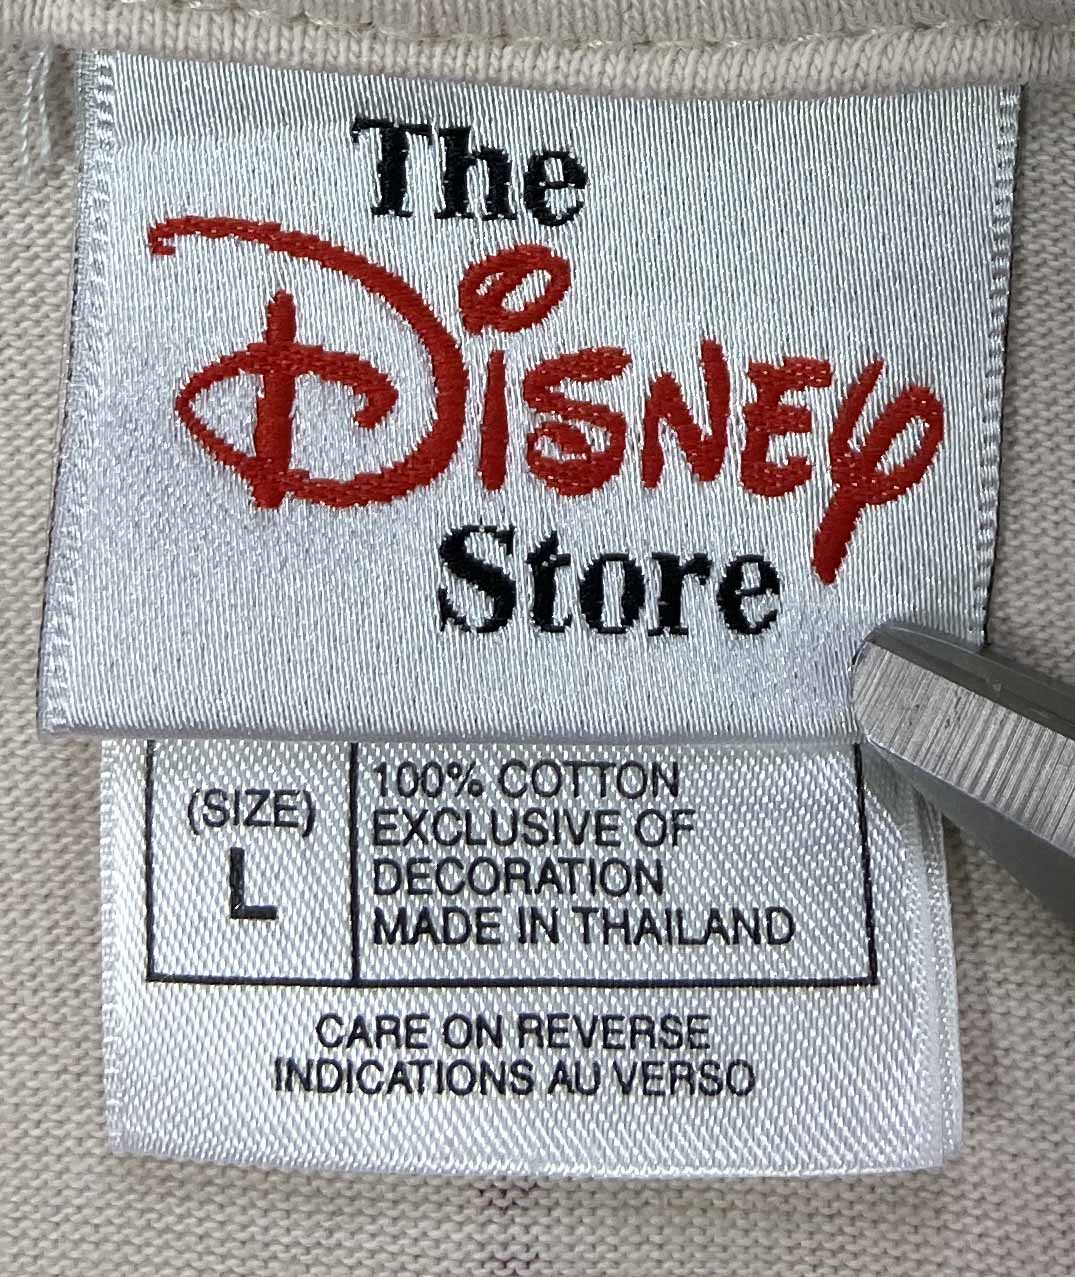 The
Disney
Store
(SIZE)
L
100% COTTON
EXCLUSIVE OF
DECORATION
MADE IN THAILAND
CARE ON REVERSE
INDICATIONS AU VERSO